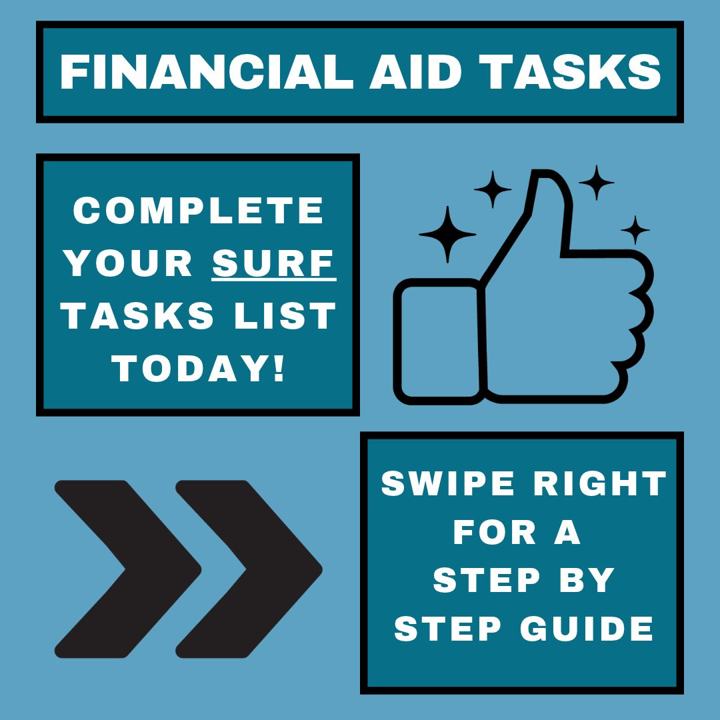 FINANCIAL AID TASKS
COMPLETE
YOUR SURF
TASKS LIST
TODAY!
SWIPE RIGHT
FOR A
STEP BY
STEP GUIDE